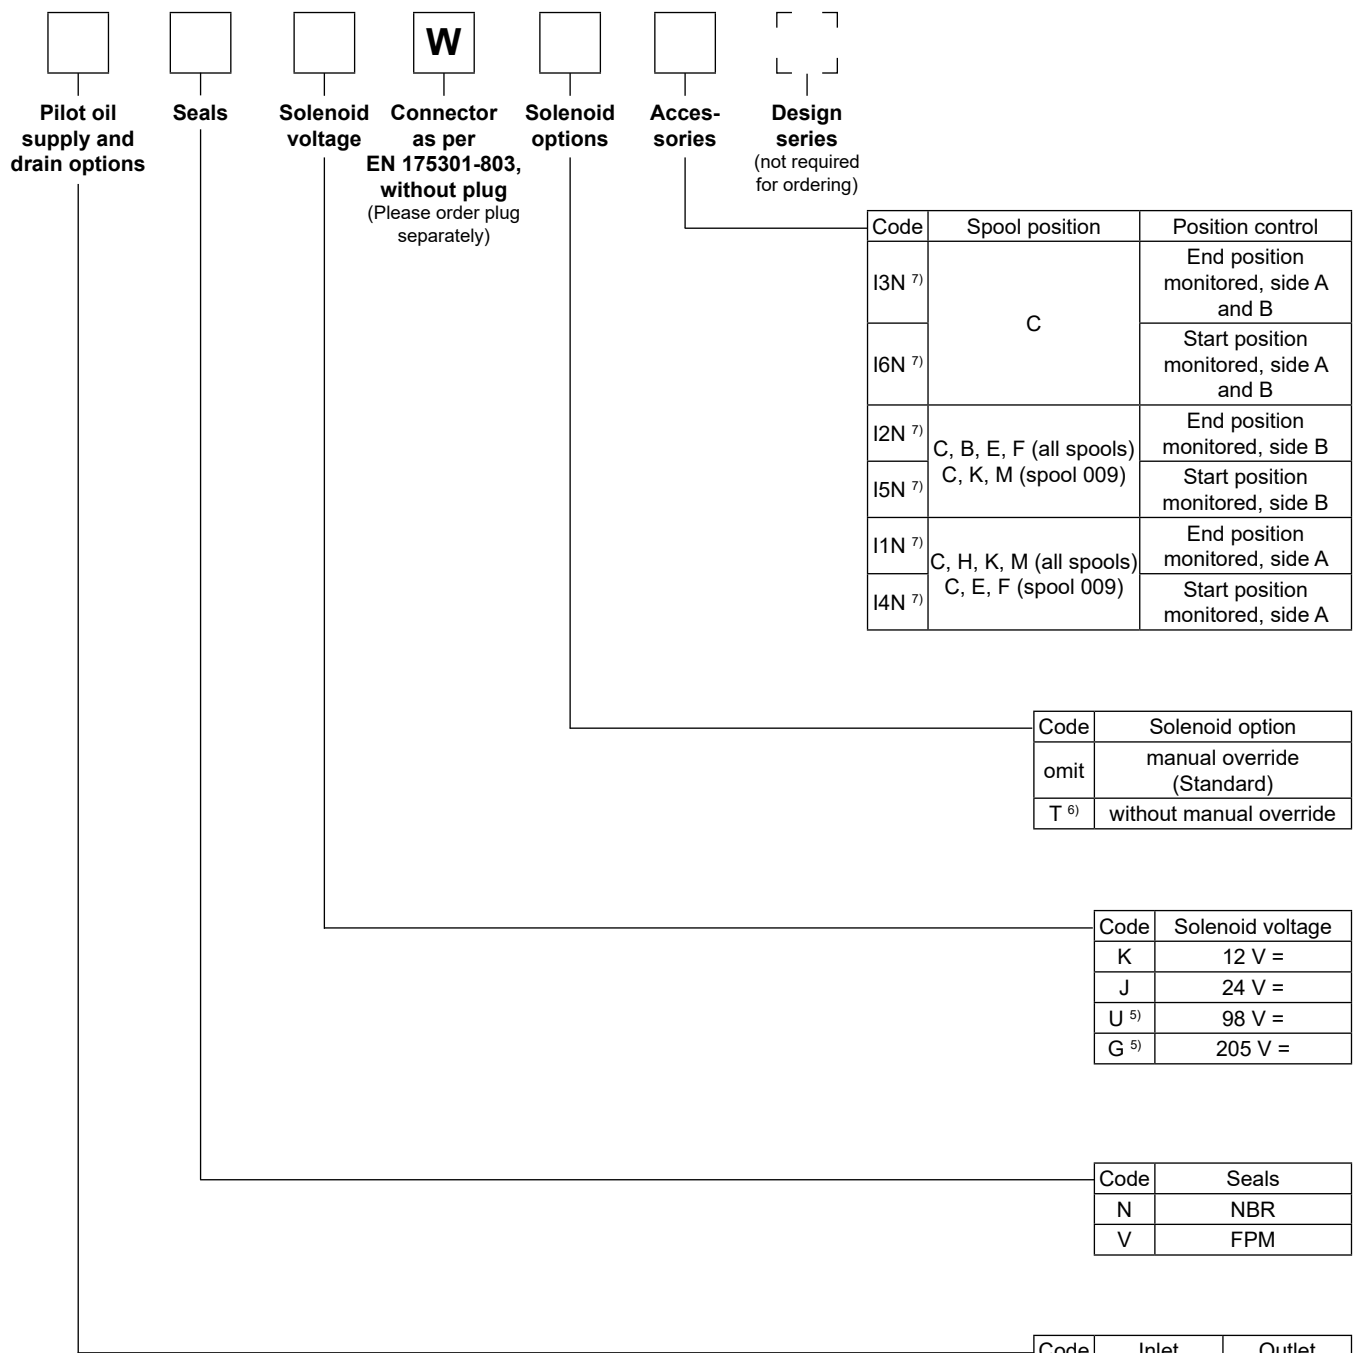 W
Pilot oil
supply and
drain options
Seals
Solenoid
voltage
Connector
as per
EN 175301-803,
without plug
(Please order plug
separately)
Solenoid
options
Acces-
sories
Design
series
(not required
for ordering)
Code Spool position Position control
I3N 7) C End position
monitored, side A
and B
I6N 7) Start position
monitored, side A
and B
I2N 7) C, B, E, F (all spools)
C, K, M (spool 009)
End position
monitored, side B
I5N 7) Start position
monitored, side B
I1N 7) C, H, K, M (all spools)
C, E, F (spool 009)
End position
monitored, side A
I4N 7) Start position
monitored, side A
Code Solenoid option
omit manual override
(Standard)
T 6) without manual override
Code Solenoid voltage
K 12 V =
J 24 V =
U 5) 98 V =
G 5) 205 V =
Code Seals
N NBR
V FPM
Code Inlet Outlet